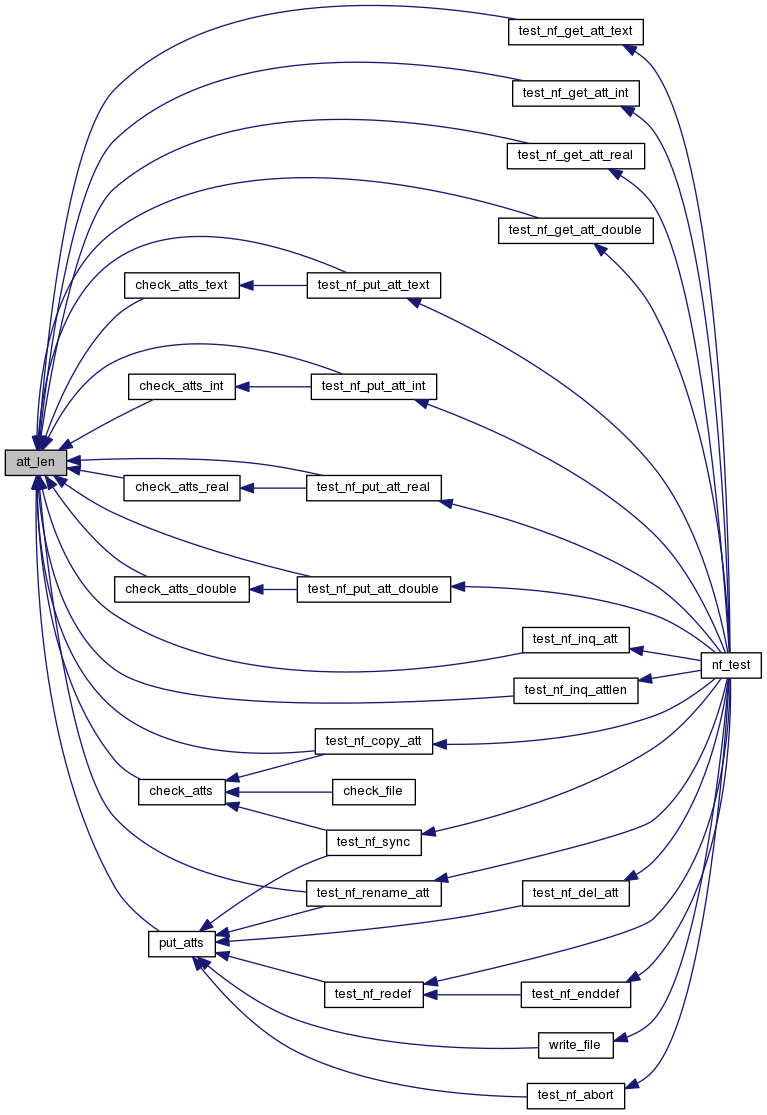 test_nf_get_att_text
test_nf_get_att_int
test_nf_get_att_real
test_nf_get_att_double
check_atts_text
test_nf_put_att_text
check_atts_int
test_nf_put_att_int
att_len
check_atts_real
test_nf_put_att_real
check_atts_double
test_nf_put_att_double
test_nf_inq_att
nf_test
test_nf_inq_attlen
test_nf_copy_att
check_atts
check_file
test_nf_sync
test_nf_rename_att
test_nf_del_att
put_atts
test_nf_redef
test_nf_enddef
write_file
test_nf_abort